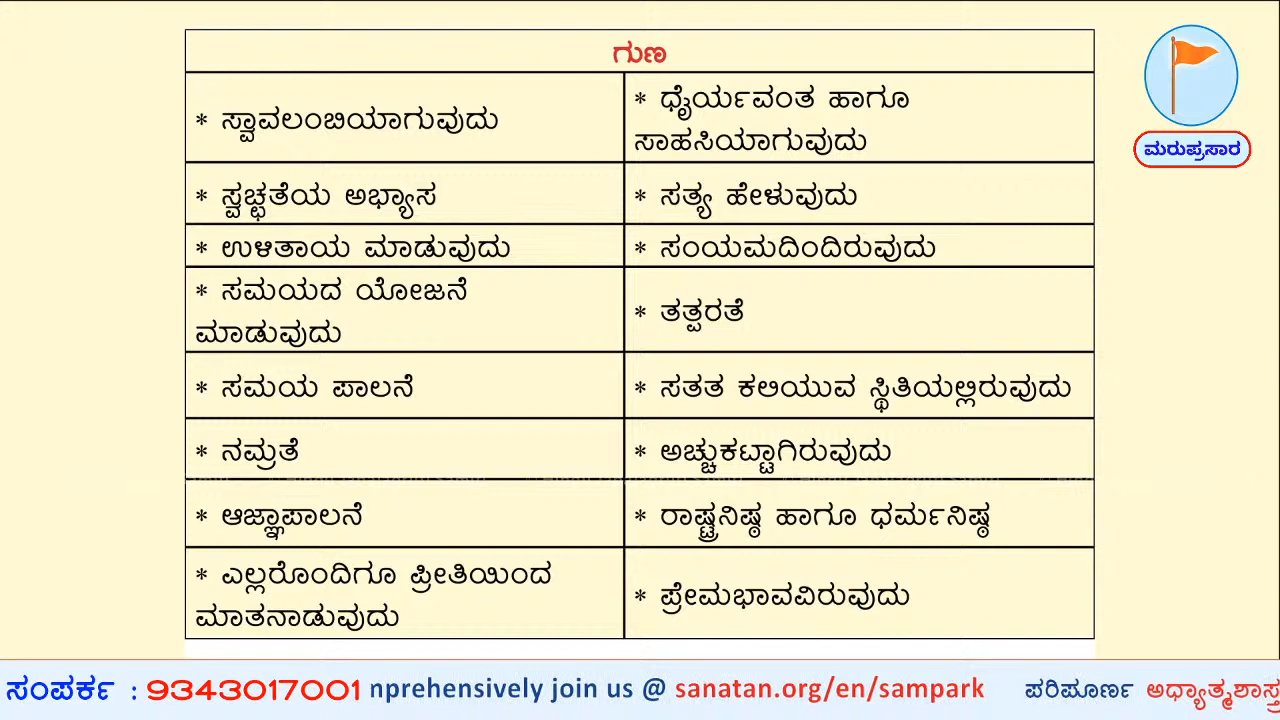 ಗುಣ
* ಸ್ವಾವಲಂಬಿಯಾಗುವುದು
* ಧೈರ್ಯವಂತ ಹಾಗೂ
ಸಾಹಸಿಯಾಗುವುದು
* ಸ್ವಚ್ಛತೆಯ ಅಭ್ಯಾಸ
* ಸತ್ಯ ಹೇಳುವುದು
* ಉಳಿತಾಯ ಮಾಡುವುದು
* ಸಂಯಮದಿಂದಿರುವುದು
* ಸಮಯದ ಯೋಜನೆ
ಮಾಡುವುದು
* ತತ್ಪರತೆ
* ಸಮಯ ಪಾಲನೆ
* ಸತತ ಕಲಿಯುವ ಸ್ಥಿತಿಯಲ್ಲಿರುವುದು
* ನಮ್ರತೆ
* ಅಚ್ಚುಕಟ್ಟಾಗಿರುವುದು
* ಆಜ್ಞಾಪಾಲನೆ
* ರಾಷ್ಟ್ರನಿಷ್ಠ ಹಾಗೂ ಧರ್ಮನಿಷ್ಠ
* ಎಲ್ಲರೊಂದಿಗೂ ಪ್ರೀತಿಯಿಂದ
ಮಾತನಾಡುವುದು
* ಪ್ರೇಮಭಾವವಿರುವುದು
ಮರುಪ್ರಸಾರ
ಸಂಪರ್ಕ : 9343017001 nprehensively join us @ sanatan.org/en/sampark ಪರಿಪೂರ್ಣ ಅಧ್ಯಾತ್ಮಶಾಸ್ತ್ರ